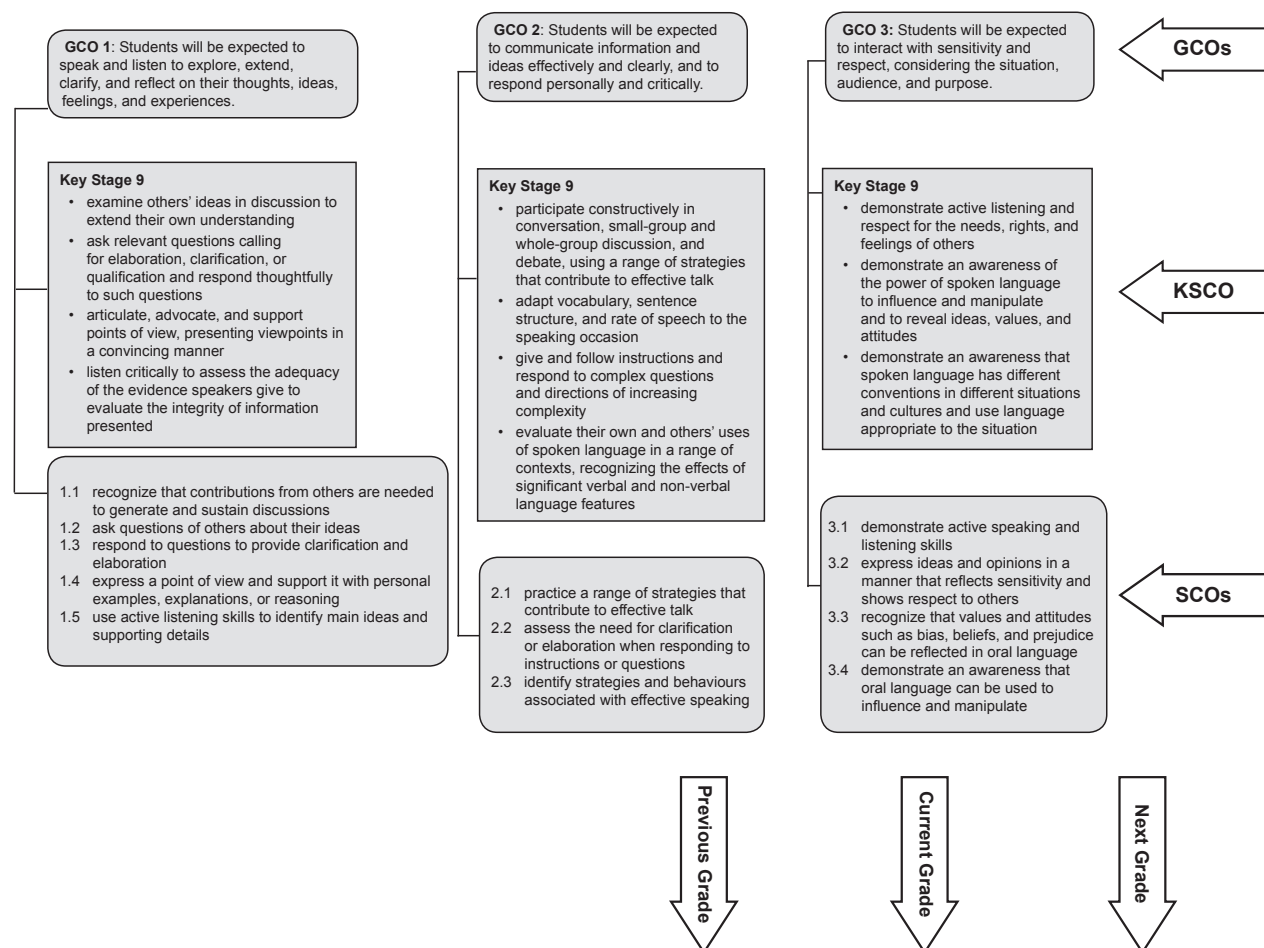 GCO 1: Students will be expected to
speak and listen to explore, extend,
clarify, and reflect on their thoughts, ideas,
feelings, and experiences.
GCO 2: Students will be expected
to communicate information and
ideas effectively and clearly, and to
respond personally and critically.
GCO 3: Students will be expected
to interact with sensitivity and
respect, considering the situation,
audience, and purpose.
GCOs
Key Stage 9
• examine others' ideas in discussion to
extend their own understanding
• ask relevant questions calling
for elaboration, clarification, or
qualification and respond thoughtfully
to such questions
• articulate, advocate, and support
points of view, presenting viewpoints in
a convincing manner
• listen critically to assess the adequacy
of the evidence speakers give to
evaluate the integrity of information
presented
Key Stage 9
• participate constructively in
conversation, small-group and
whole-group discussion, and
debate, using a range of strategies
that contribute to effective talk
• adapt vocabulary, sentence
structure, and rate of speech to the
speaking occasion
• give and follow instructions and
respond to complex questions
and directions of increasing
complexity
• evaluate their own and others' uses
of spoken language in a range of
contexts, recognizing the effects of
significant verbal and non-verbal
language features
Key Stage 9
• demonstrate active listening and
respect for the needs, rights, and
feelings of others
• demonstrate an awareness of
the power of spoken language
to influence and manipulate
and to reveal ideas, values, and
attitudes
• demonstrate an awareness that
spoken language has different
conventions in different situations
and cultures and use language
appropriate to the situation
KSCO
1.1 recognize that contributions from others are needed
to generate and sustain discussions
1.2 ask questions of others about their ideas
1.3 respond to questions to provide clarification and
elaboration
1.4 express a point of view and support it with personal
examples, explanations, or reasoning
1.5 use active listening skills to identify main ideas and
supporting details
2.1 practice a range of strategies that
contribute to effective talk
2.2 assess the need for clarification
or elaboration when responding to
instructions or questions
2.3 identify strategies and behaviours
associated with effective speaking
3.1 demonstrate active speaking and
listening skills
3.2 express ideas and opinions in a
manner that reflects sensitivity and
shows respect to others
3.3 recognize that values and attitudes
such as bias, beliefs, and prejudice
can be reflected in oral language
3.4 demonstrate an awareness that
oral language can be used to
influence and manipulate
SCOs
Previous Grade
Current Grade
Next Grade